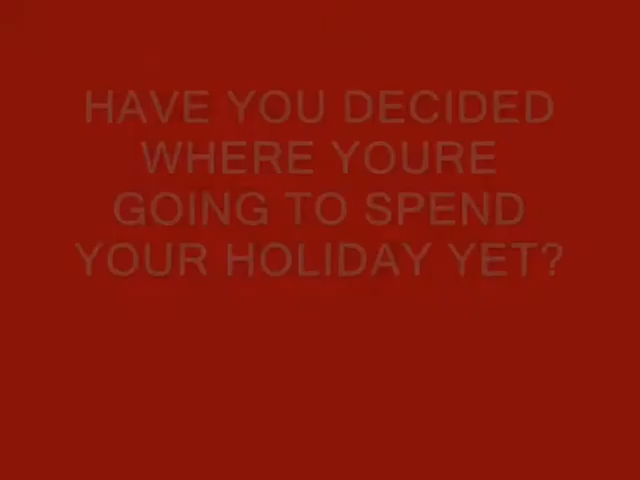 HAVE YOU DECIDED
WHERE YOURE
GOING TO SPEND
YOUR HOLIDAY YET?